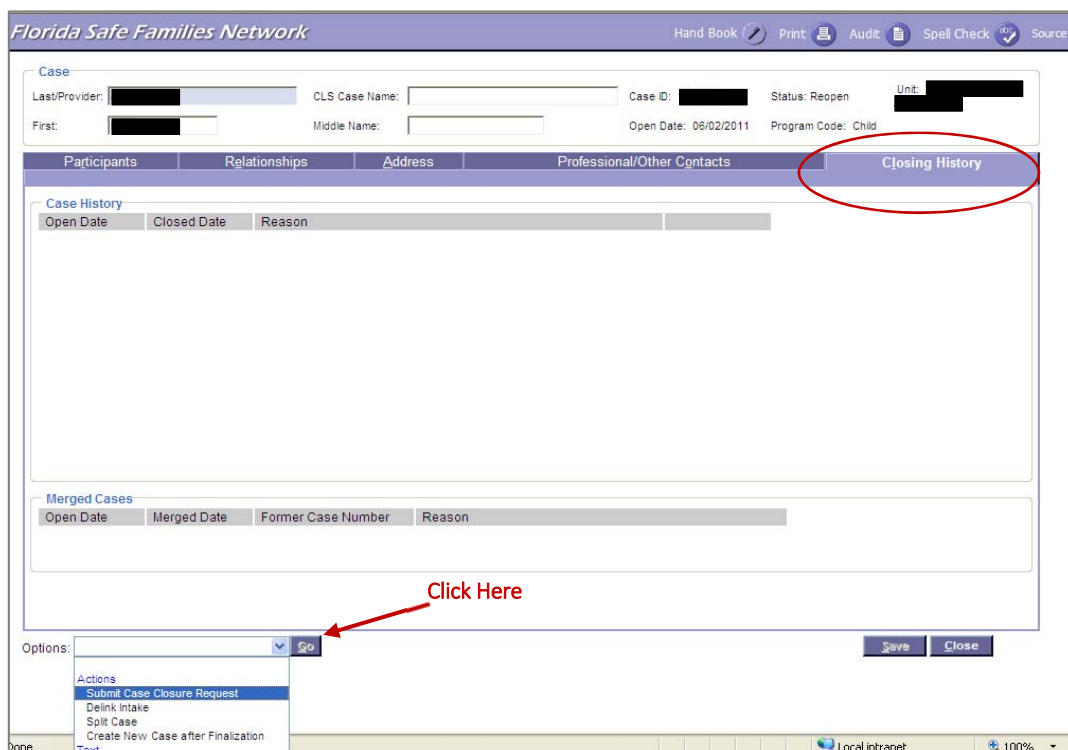 Florida Safe Families Network Hand Book Print Audit Spell Check Source
Case
Last/Provider: CLS Case Name: Case ID: Status: Reopen Unit:
First: Middle Name: Open Date: 06/02/2011 Program Code: Child
Participants Relationships Address Professional/Other Contacts Closing History
Case History
Open Date Closed Date Reason
Merged Cases
Open Date Merged Date Former Case Number Reason
Click Here
Options: Go Save Close
Actions
Submit Case Closure Request
Delink Intake
Split Case
Create New Case after Finalization
Text
Done Local intranet 100%